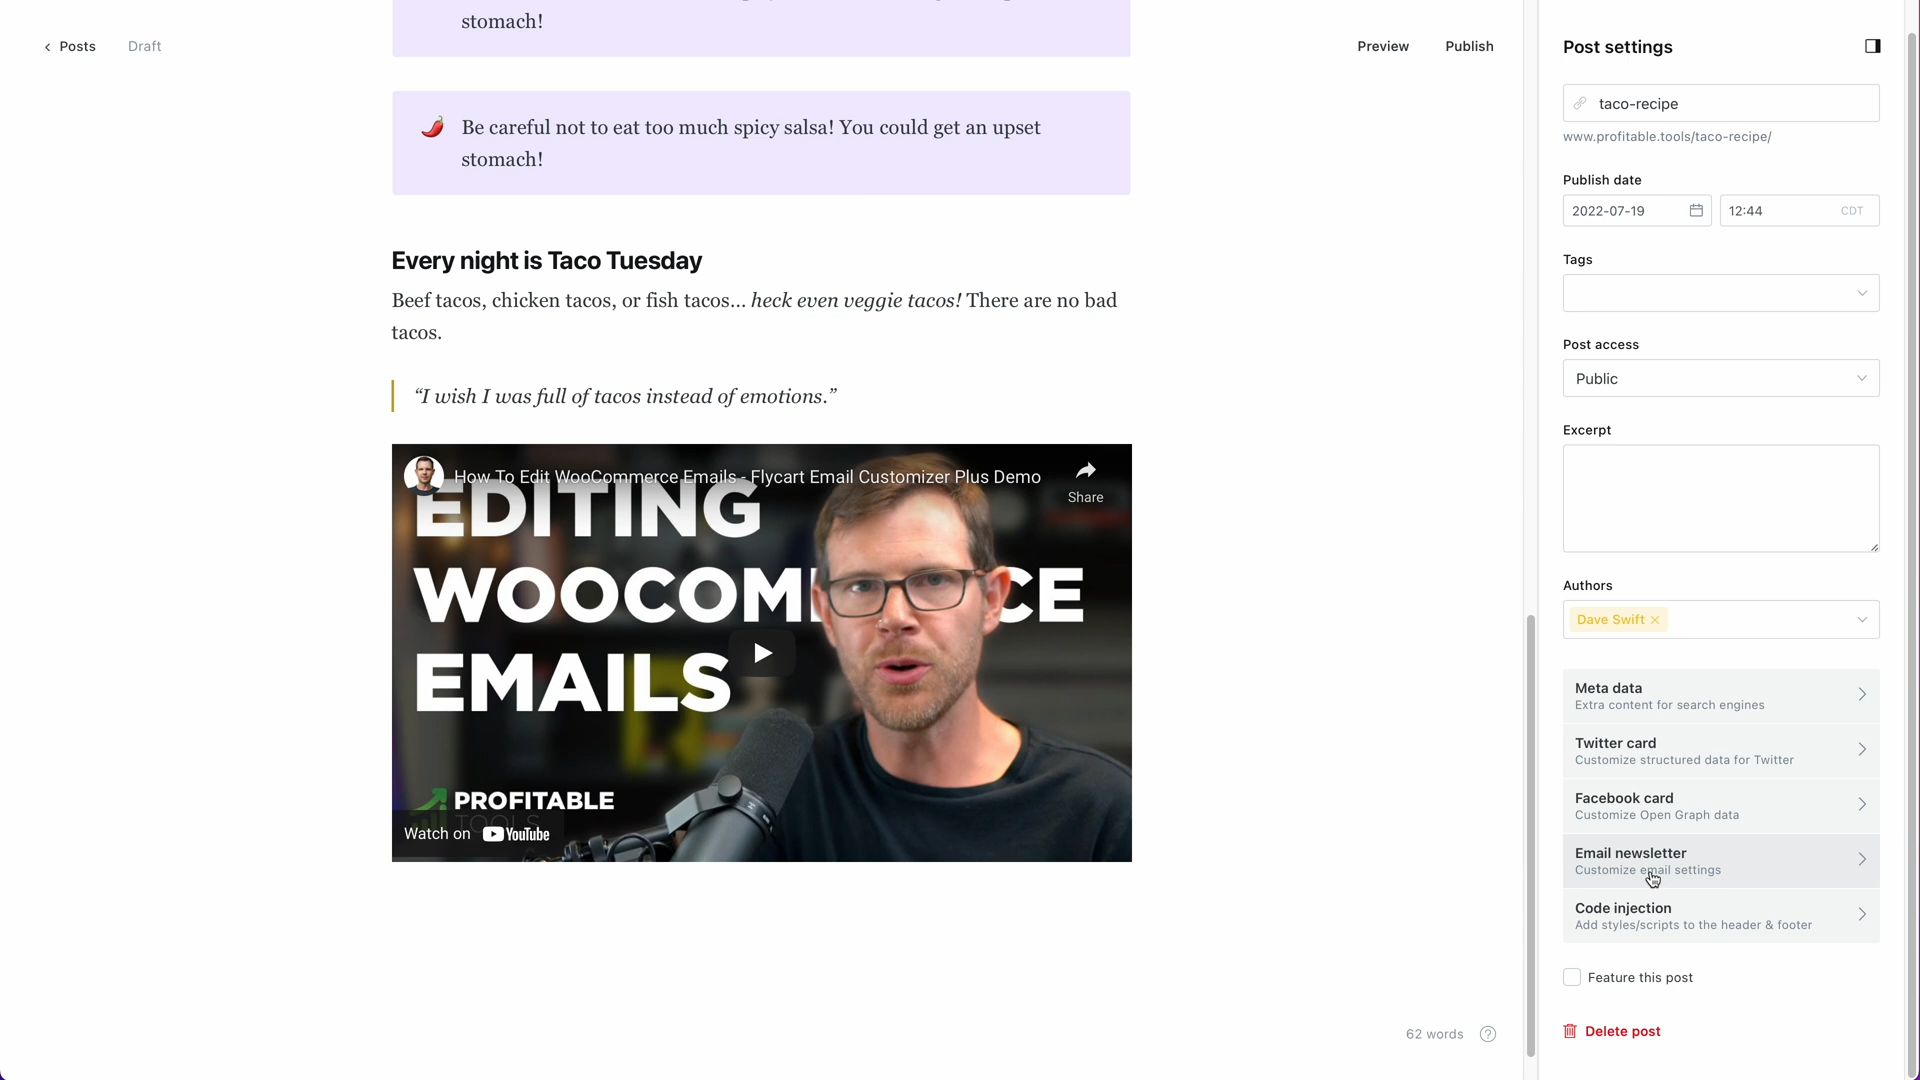 stomach!
Posts
Draft
Preview
Publish
Be careful not to eat too much spicy salsa! You could get an upset
stomach!
Every night is Taco Tuesday
Beef tacos, chicken tacos, or fish tacos... heck even veggie tacos! There are no bad
tacos.
“I wish I was full of tacos instead of emotions.”
How To Edit WooCommerce Emails - Flycart Email Customizer Plus Demo
Share
EDITING
WOOCOM CE
EMAILS
PROFITABLE
TOOLS
Watch on YouTube
62 words
?
Post settings
taco-recipe
www.profitable.tools/taco-recipe/
Publish date
2022-07-19
12:44 CDT
Tags
Post access
Public
Excerpt
Authors
Dave Swift
Meta data
Extra content for search engines
Twitter card
Customize structured data for Twitter
Facebook card
Customize Open Graph data
Email newsletter
Customize email settings
Code injection
Add styles/scripts to the header & footer
Feature this post
Delete post